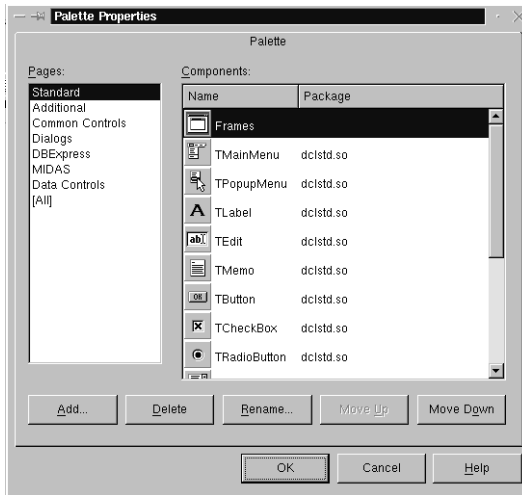 Palette Properties
Palette
Pages:
Components:
Standard
Additional
Common Controls
Dialogs
DBExpress
MIDAS
Data Controls
[All]
Name Package
Frames
TMainMenu dclstd.so
TPopupMenu dclstd.so
A TLabel dclstd.so
ab TEdit dclstd.so
TMemo dclstd.so
OK TButton dclstd.so
TCheckBox dclstd.so
TRadioButton dclstd.so
Add... Delete Rename... Move Up Move Down
OK Cancel Help